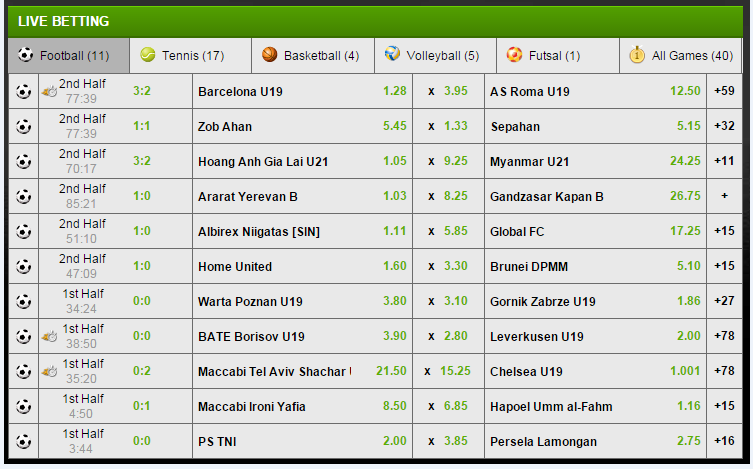 LIVE BETTING
Football (11) Tennis (17) Basketball (4) Volleyball (5) Futsal (1) All Games (40)
2nd Half
77:39 3:2 Barcelona U19 1.28 x 3.95 AS Roma U19 12.50 +59
2nd Half
77:39 1:1 Zob Ahan 5.45 x 1.33 Sepahan 5.15 +32
2nd Half
70:17 3:2 Hoang Anh Gia Lai U21 1.05 x 9.25 Myanmar U21 24.25 +11
2nd Half
85:21 1:0 Ararat Yerevan B 1.03 x 8.25 Gandzasar Kapan B 26.75 +
2nd Half
51:10 1:0 Albirex Niigatas [SIN] 1.11 x 5.85 Global FC 17.25 +15
2nd Half
47:09 1:0 Home United 1.60 x 3.30 Brunei DPMM 5.10 +15
1st Half
34:24 0:0 Warta Poznan U19 3.80 x 3.10 Gornik Zabrze U19 1.86 +27
1st Half
38:50 0:0 BATE Borisov U19 3.90 x 2.80 Leverkusen U19 2.00 +78
1st Half
35:20 0:2 Maccabi Tel Aviv Shachar 21.50 x 15.25 Chelsea U19 1.001 +78
1st Half
4:50 0:1 Maccabi Ironi Yafia 8.50 x 6.85 Hapoel Umm al-Fahm 1.16 +15
1st Half
3:44 0:0 PS TNI 2.00 x 3.85 Persela Lamongan 2.75 +16